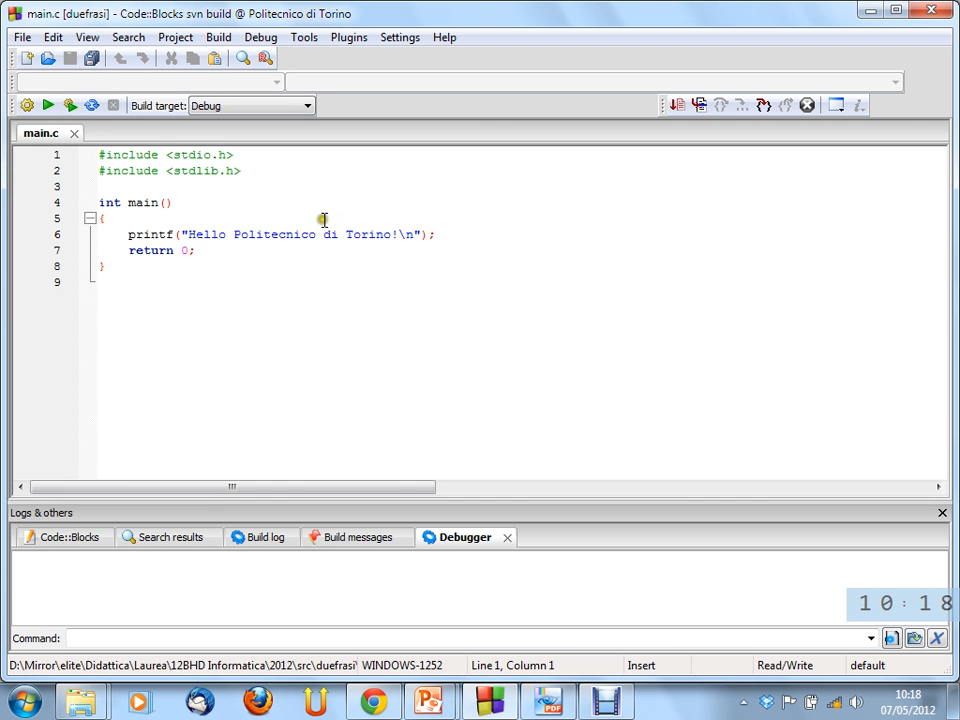 main.c [duefrasi] - Code::Blocks svn build @ Politecnico di Torino
File Edit View Search Project Build Debug Tools Plugins Settings Help
Build target: Debug
main.c
1 #include <stdio.h>
2 #include <stdlib.h>
3
4 int main()
5 {
6 printf("Hello Politecnico di Torino!\n");
7 return 0;
8 }
9
Logs & others
Code::Blocks Search results Build log Build messages Debugger
10:18
Command:
D:\Mirror\elite\Didattica\Laurea\12BHD Informatica\2012\src\duefrasi\ WINDOWS-1252 Line 1, Column 1 Insert Read/Write default
PDF
10:18
07/05/2012